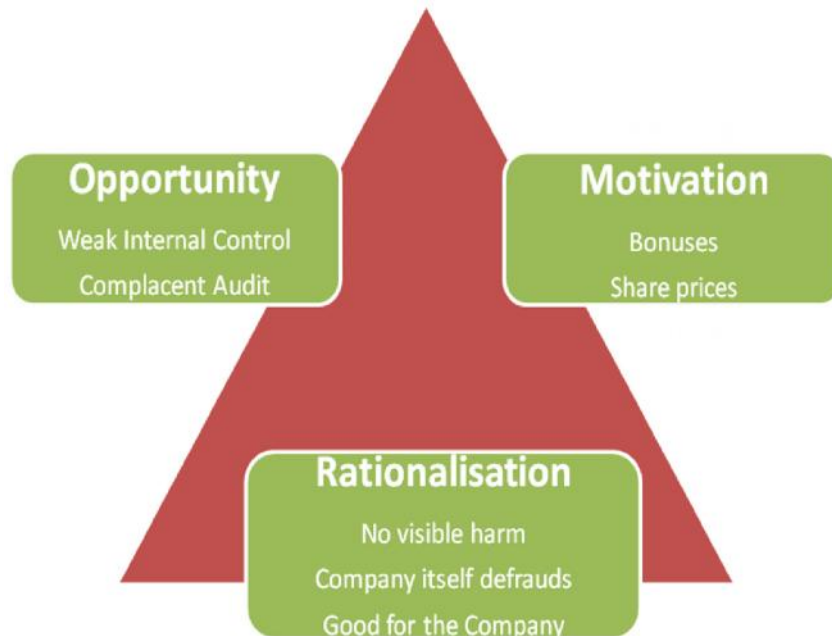 Opportunity
Weak Internal Control
Complacent Audit
Motivation
Bonuses
Share prices
Rationalisation
No visible harm
Company itself defrauds
Good for the Company